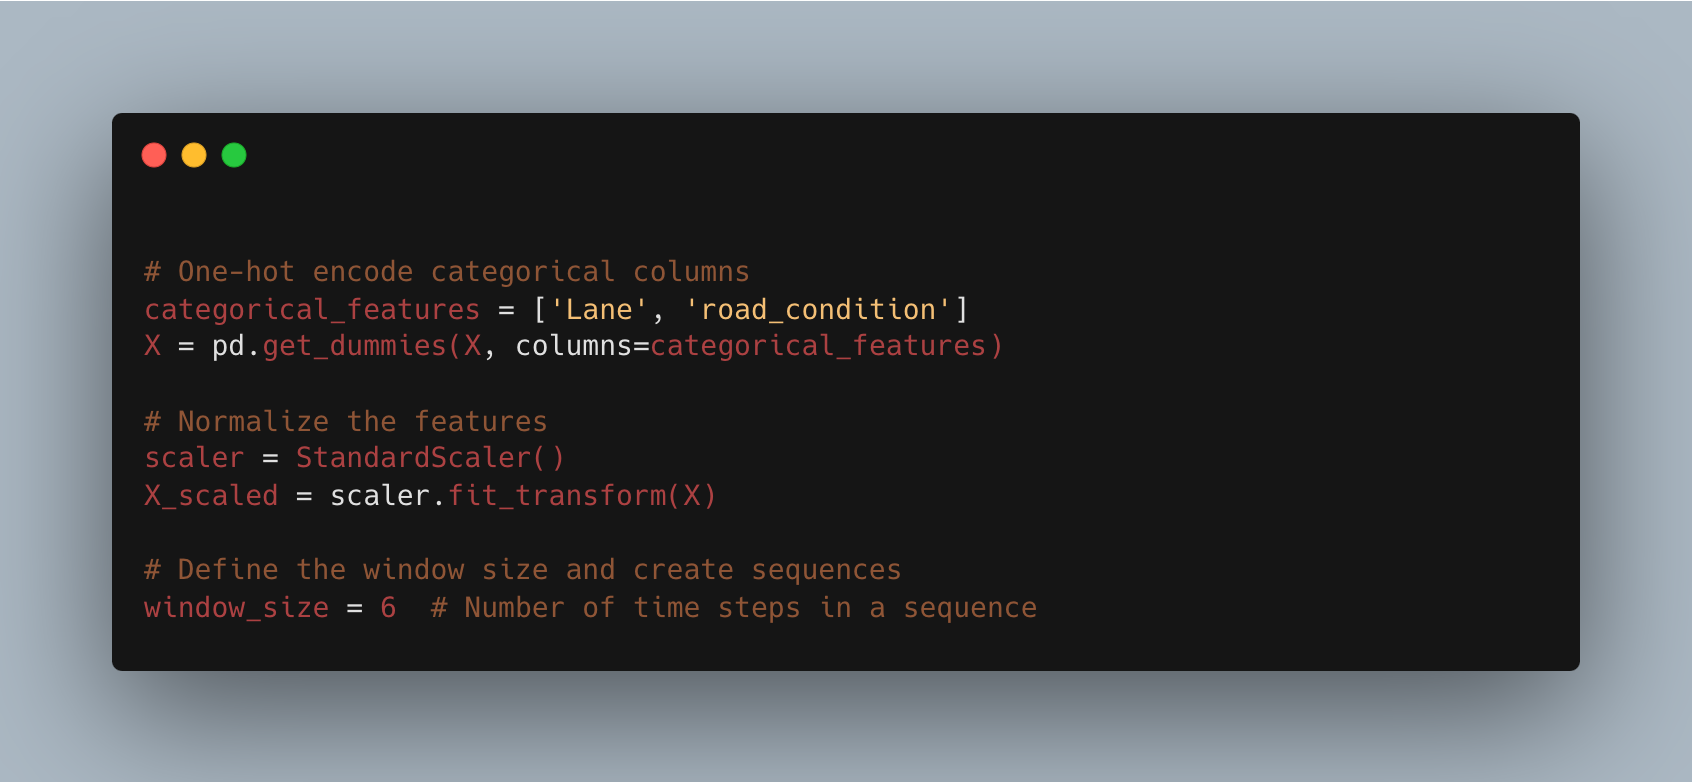 # One-hot encode categorical columns
categorical_features = ['Lane', 'road_condition']
X = pd.get_dummies(X, columns=categorical_features)
# Normalize the features
scaler = StandardScaler()
X_scaled = scaler.fit_transform(X)
# Define the window size and create sequences
window_size = 6  # Number of time steps in a sequence